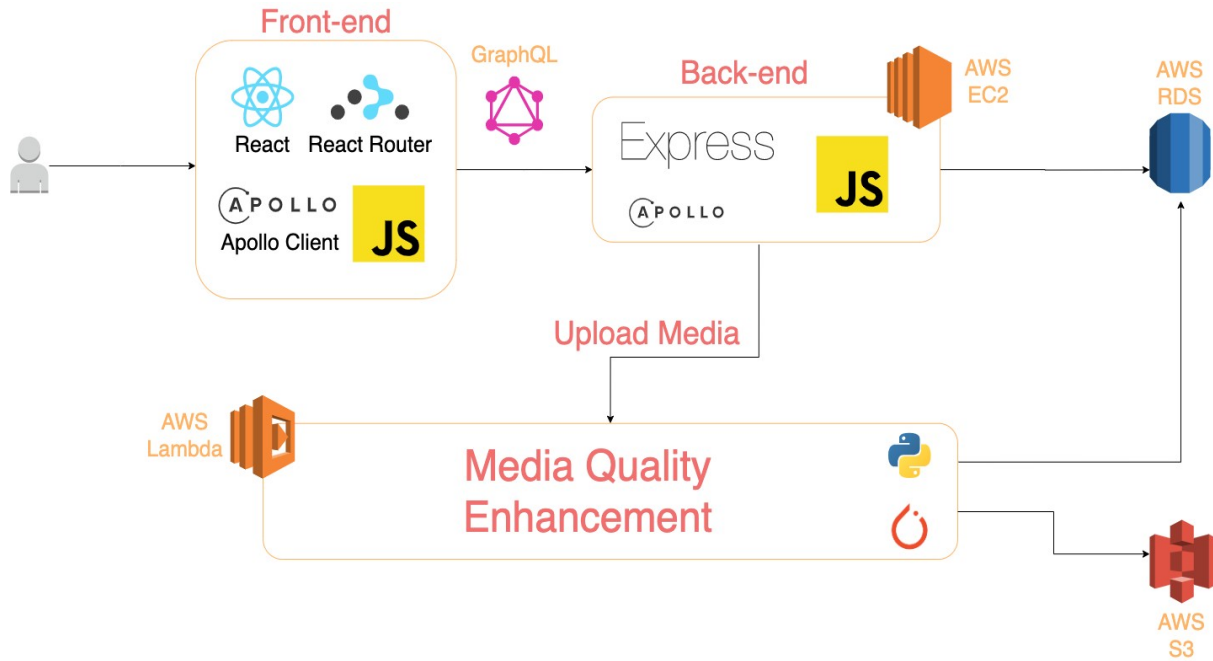 Front-end
GraphQL
Back-end
AWS
EC2
AWS
RDS
React
React Router
Express
JS
APOLLO
Apollo Client
JS
APOLLO
Upload Media
AWS
Lambda
Media Quality
Enhancement
AWS
S3